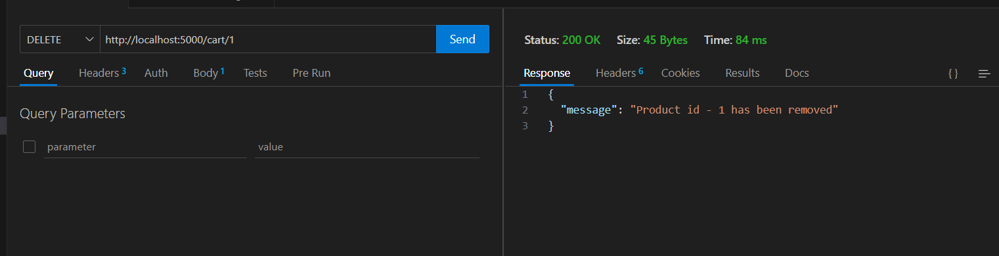 DELETE http://localhost:5000/cart/1 Send
Query Headers 3 Auth Body 1 Tests Pre Run
Query Parameters
parameter value
Status: 200 OK Size: 45 Bytes Time: 84 ms
Response Headers 6 Cookies Results Docs { }
1 {
2 "message": "Product id - 1 has been removed"
3 }